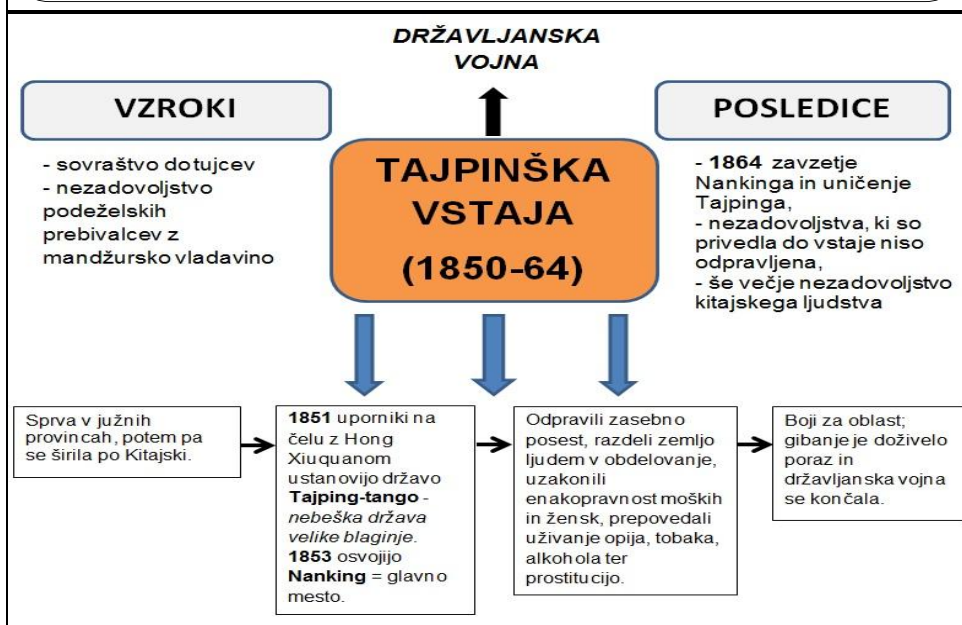 DRŽAVLJANSKA
VOJNA
VZROKI
- sovraštvo do tujcev
- nezadovoljstvo
podeželskih
prebivalcev z
mandžursko vladavino
TAJPINŠKA
VSTAJA
(1850-64)
POSLEDICE
- 1864 zavzetje
Nankinga in uničenje
Tajpinga,
- nezadovoljstva, ki so
privedla do vstaje niso
odpravljena,
- še večje nezadovoljstvo
kitajskega ljudstva
Sprva v južnih
provincah, potem pa
se širila po Kitajski.
1851 uporniki na
čelu z Hong
Xiuquanom
ustanovijo državo
Tajping-tango -
nebeška država
velike blaginje.
1853 osvojijo
Nanking = glavno
mesto.
Odpravili zasebno
posest, razdeli zemljo
ljudem v obdelovanje,
uzakonili
enakopravnost moških
in žensk, prepovedali
uživanje opija, tobaka,
alkohola ter
prostitucijo.
Boji za oblast;
gibanje je doživelo
poraz in
državljanska vojna
se končala.